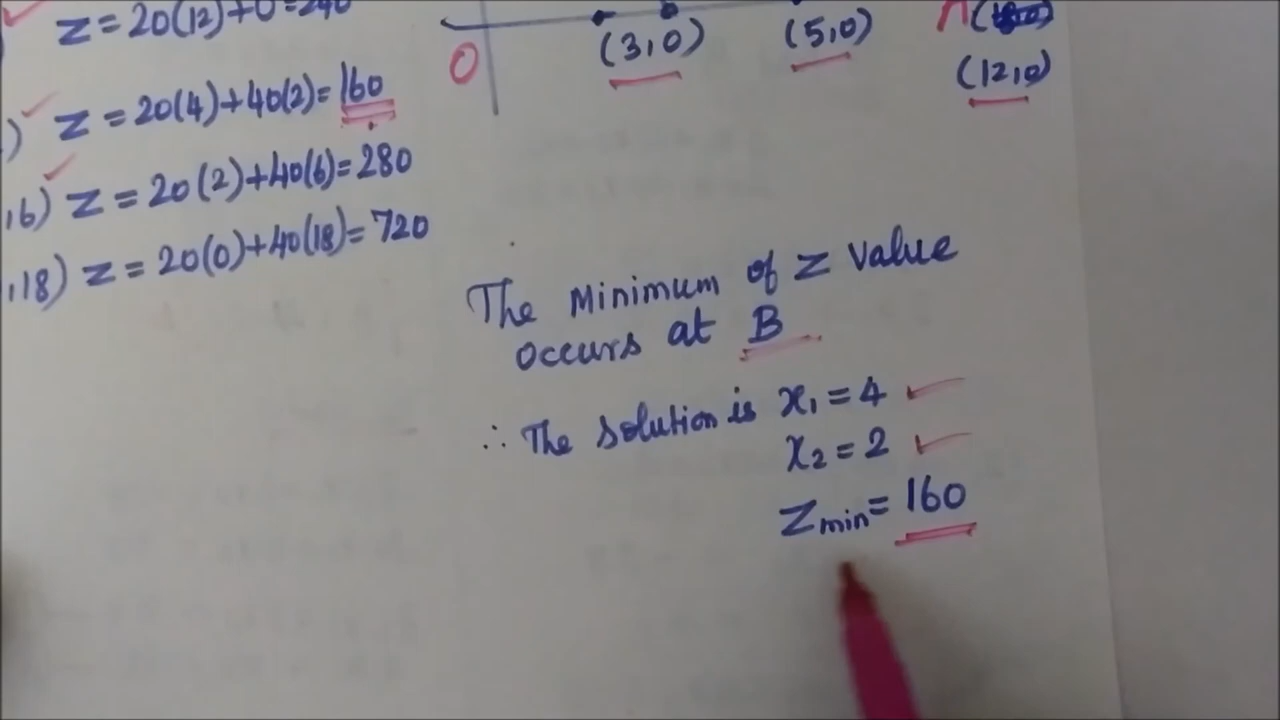 z = 20(12)+0=240
) z = 20(4)+40(2)= 160
,6) z = 20(2)+40(6)= 280
,18) z = 20(0)+40(18)= 720
O
(3,0)
(5,0)
(12,0)
The Minimum of z value
occurs at B
∴ The solution is x₁ = 4
x₂ = 2
Zmin = 160